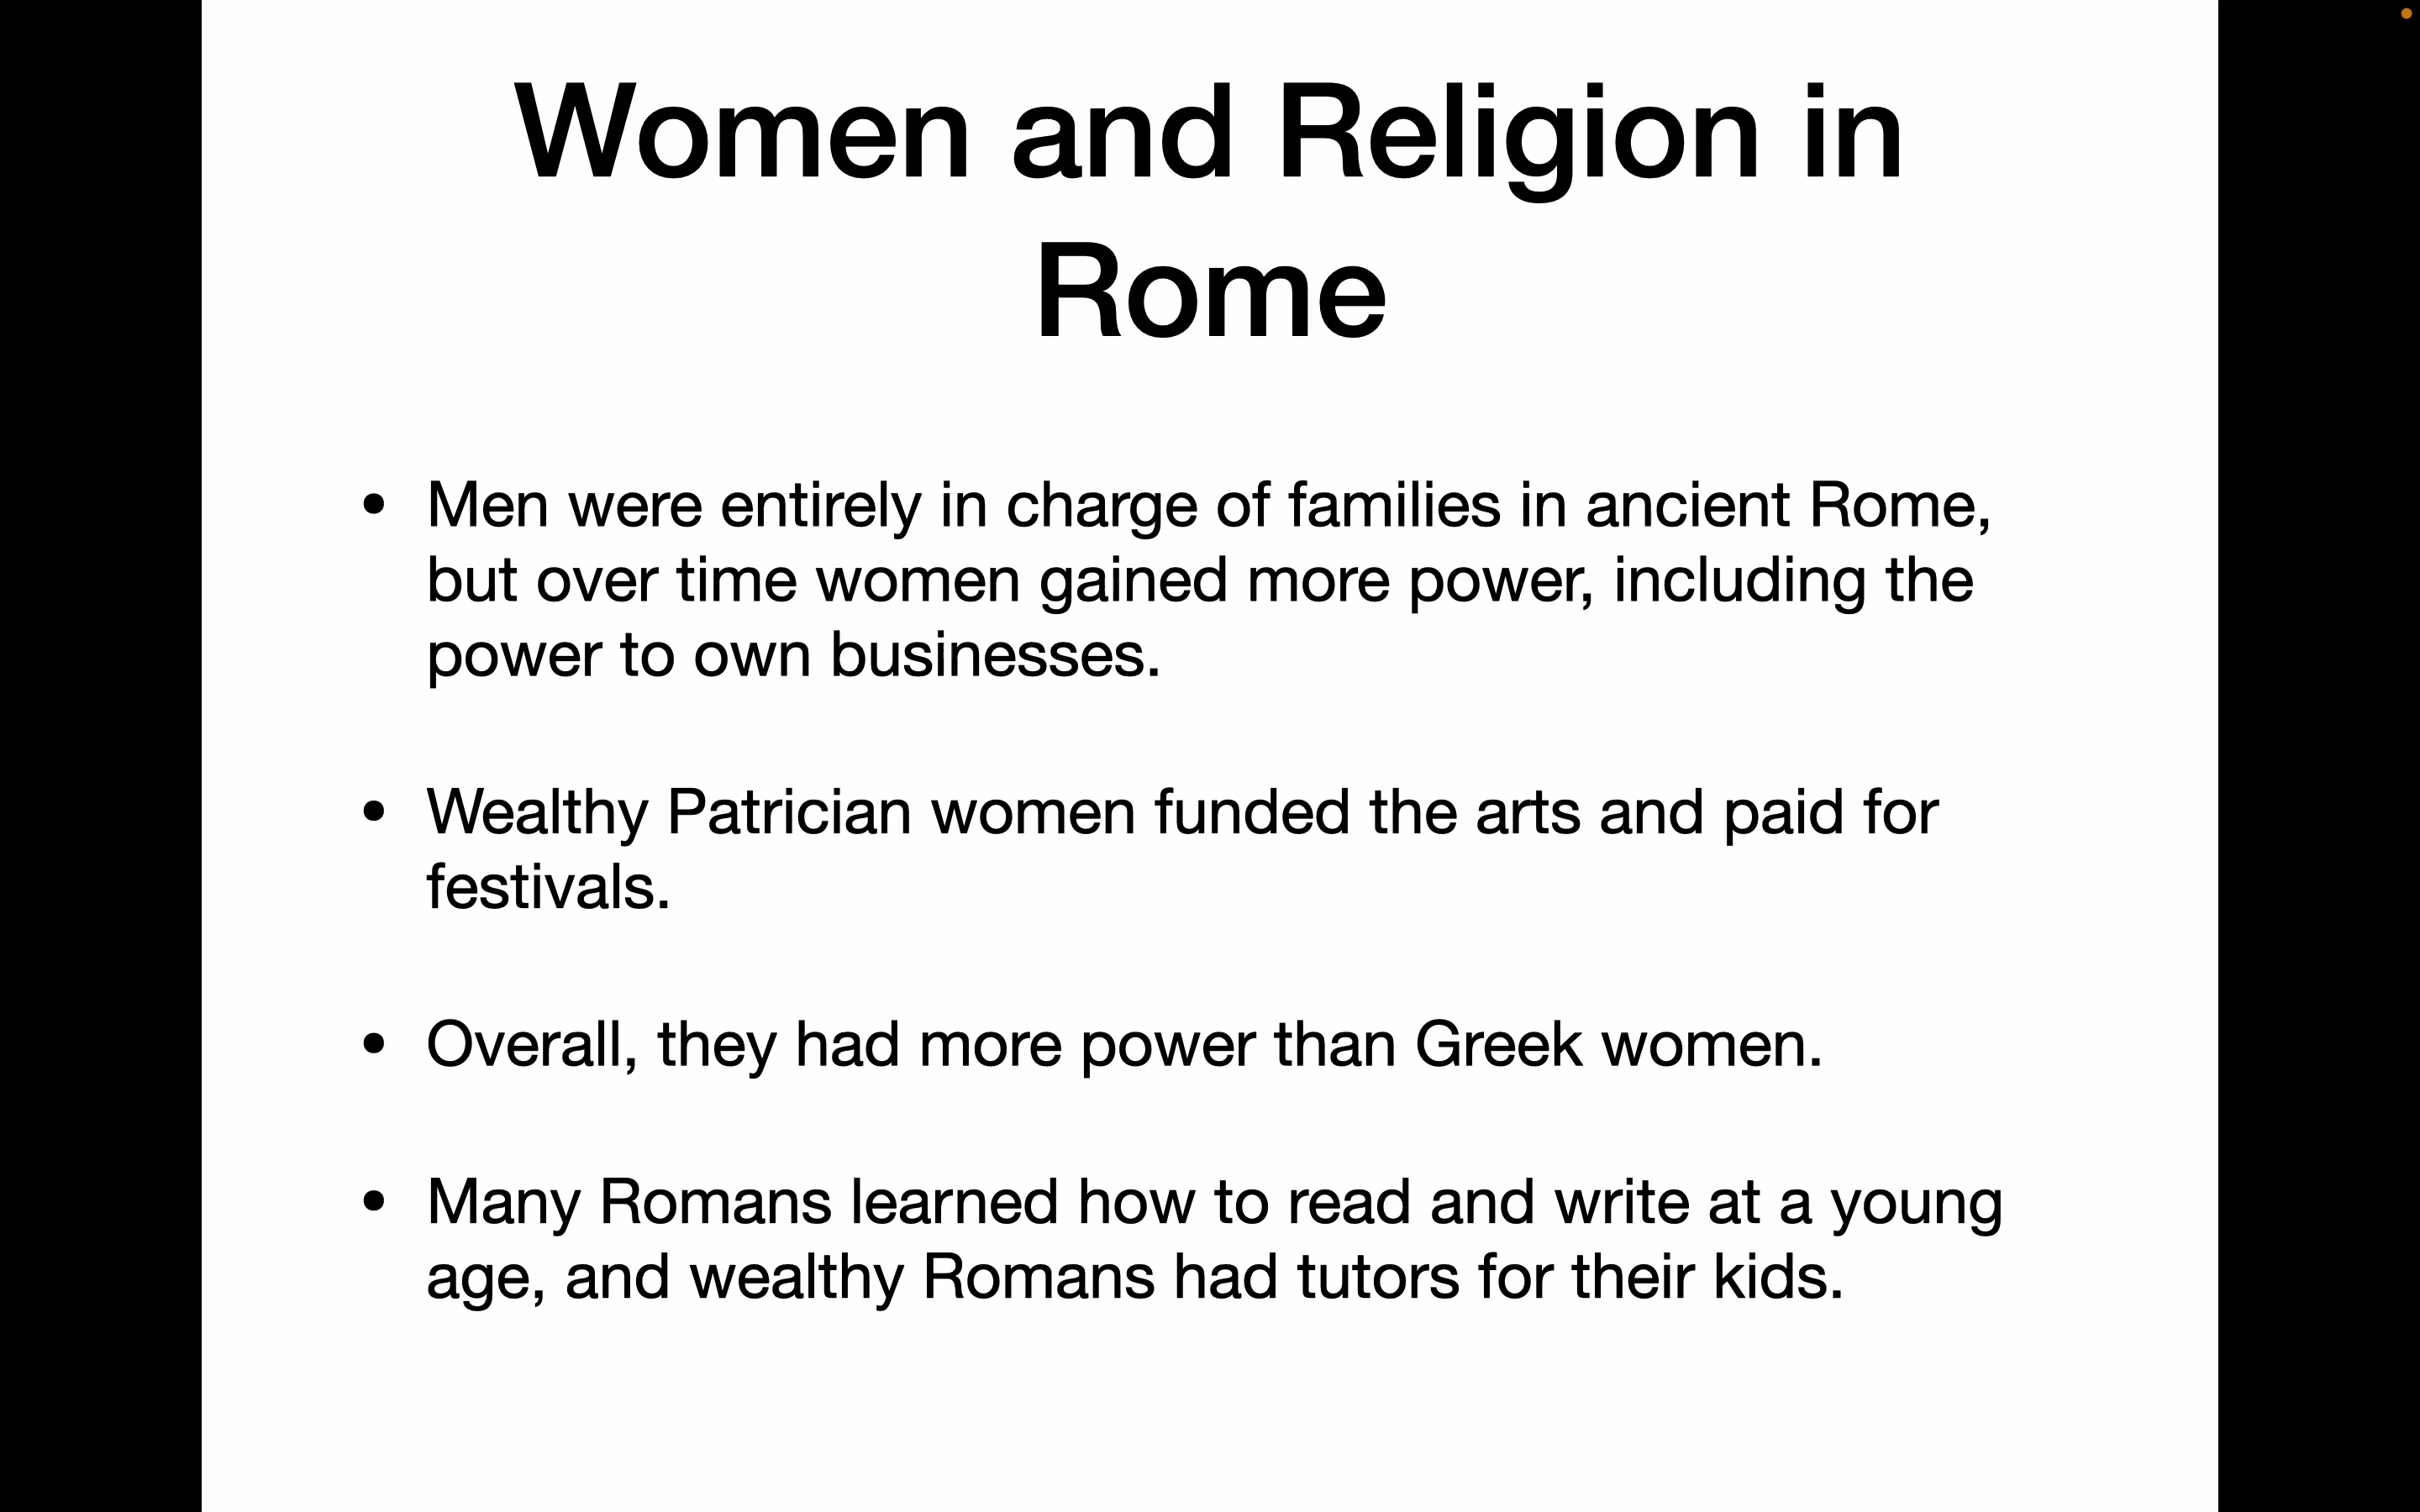 Women and Religion in
Rome
• Men were entirely in charge of families in ancient Rome,
but over time women gained more power, including the
power to own businesses.
• Wealthy Patrician women funded the arts and paid for
festivals.
• Overall, they had more power than Greek women.
• Many Romans learned how to read and write at a young
age, and wealthy Romans had tutors for their kids.